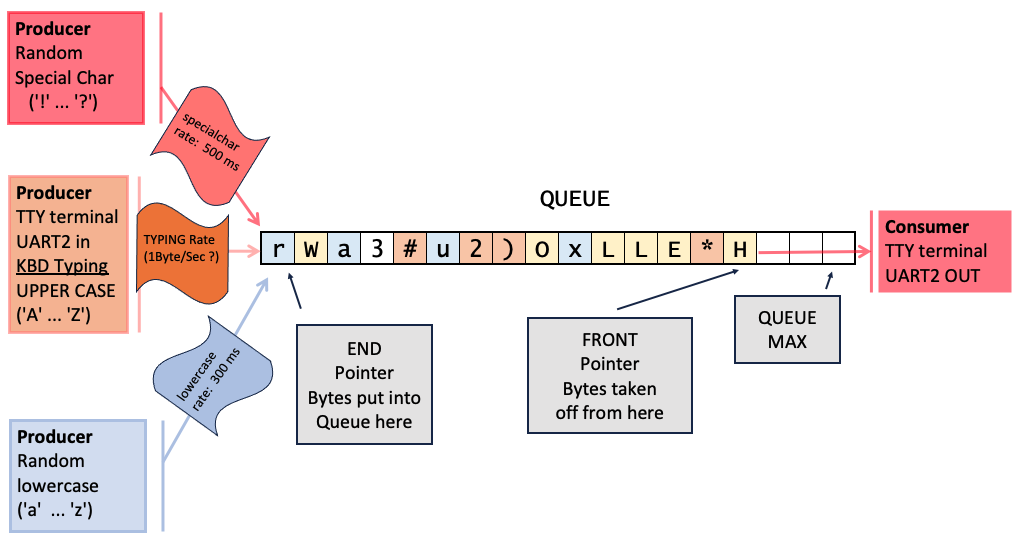 Producer
Random
Special Char
('!' ... '?')
specialchar
rate: 500 ms
Producer
TTY terminal
UART2 in
KBD Typing
UPPER CASE
('A' ... 'Z')
TYPING Rate
(1Byte/Sec ?)
lowercase
rate: 300 ms
Producer
Random
lowercase
('a' ... 'z')
QUEUE
r W a 3 # u 2 ) O x L L E * H
END
Pointer
Bytes put into
Queue here
FRONT
Pointer
Bytes taken
off from here
QUEUE
MAX
Consumer
TTY terminal
UART2 OUT